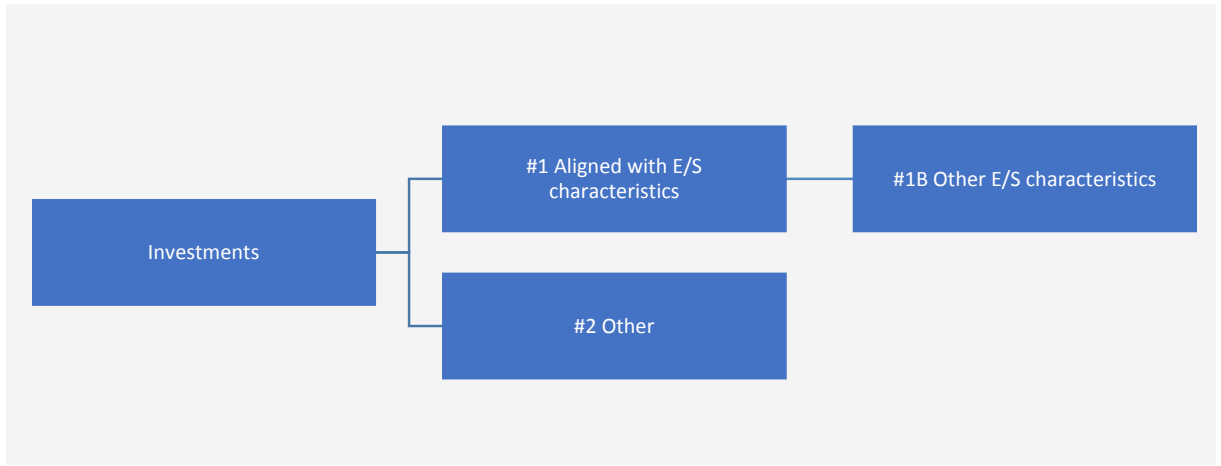 #1 Aligned with E/S
characteristics
#1B Other E/S characteristics
Investments
#2 Other